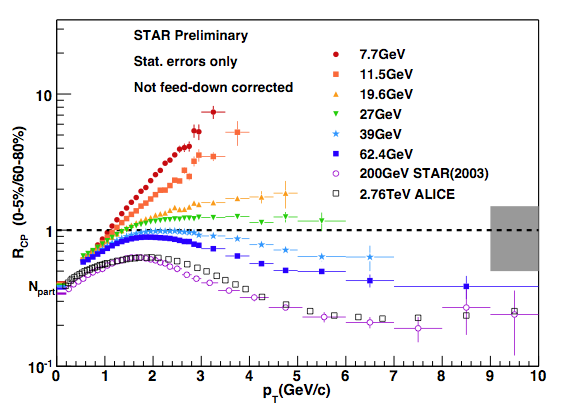 STAR Preliminary
Stat. errors only
Not feed-down corrected
7.7GeV
11.5GeV
19.6GeV
27GeV
39GeV
62.4GeV
200GeV STAR(2003)
2.76TeV ALICE
R_CP (0-5%/60-80%)
10
1
N_part
10^-1
0 1 2 3 4 5 6 7 8 9 10
p_T(GeV/c)